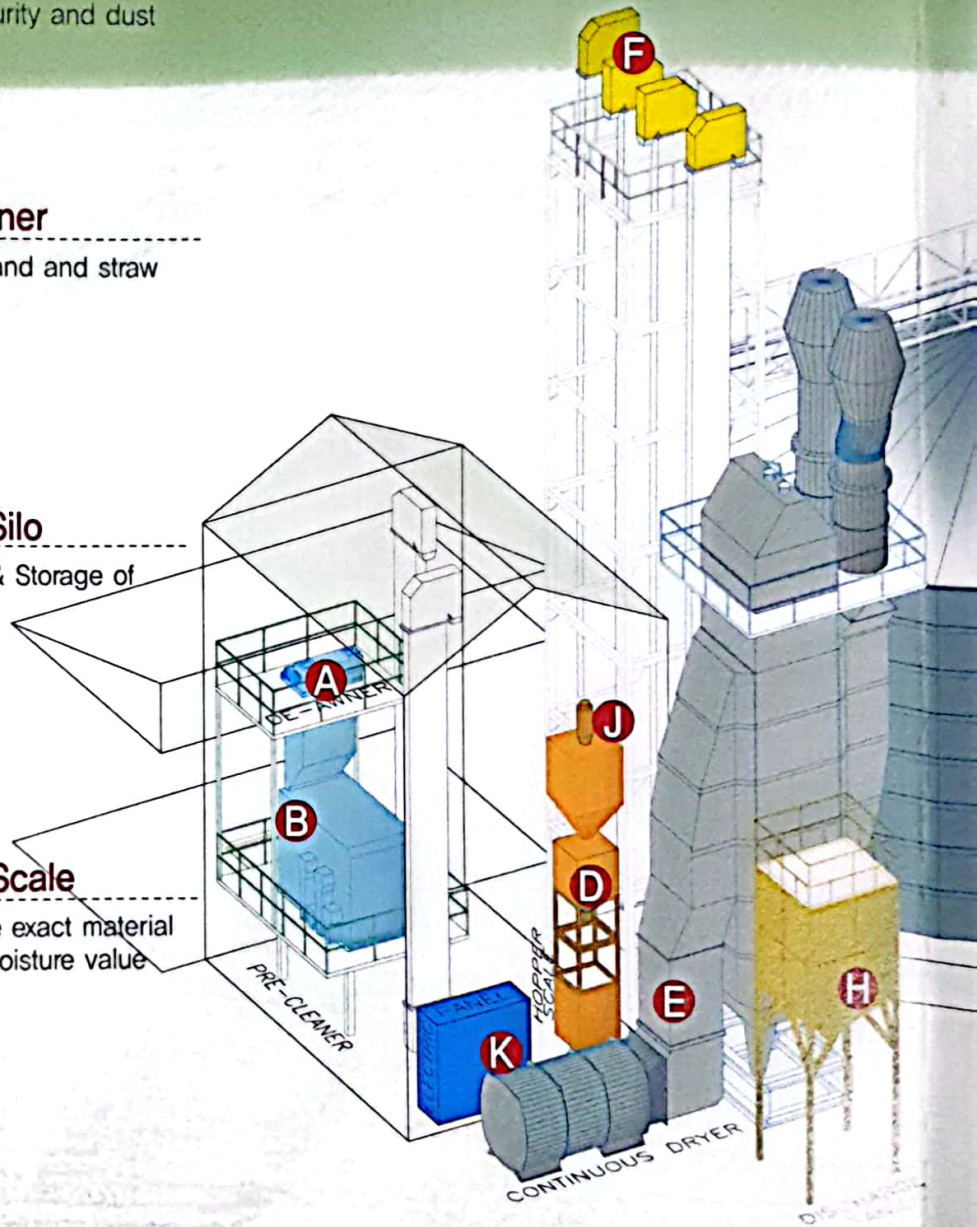 urity and dust
F
ner
and and straw
Silo
& Storage of
A
DE-AWNER
J
B
Scale
D
e exact material
oisture value
HOPPER
SCALE
PRE-CLEANER
E
H
PANEL
ELECTRIC
K
CONTINUOUS DRYER